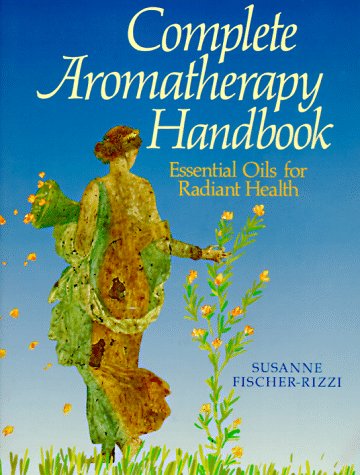 Complete
Aromatherapy
Handbook
Essential Oils for
Radiant Health
SUSANNE
FISCHER-RIZZI